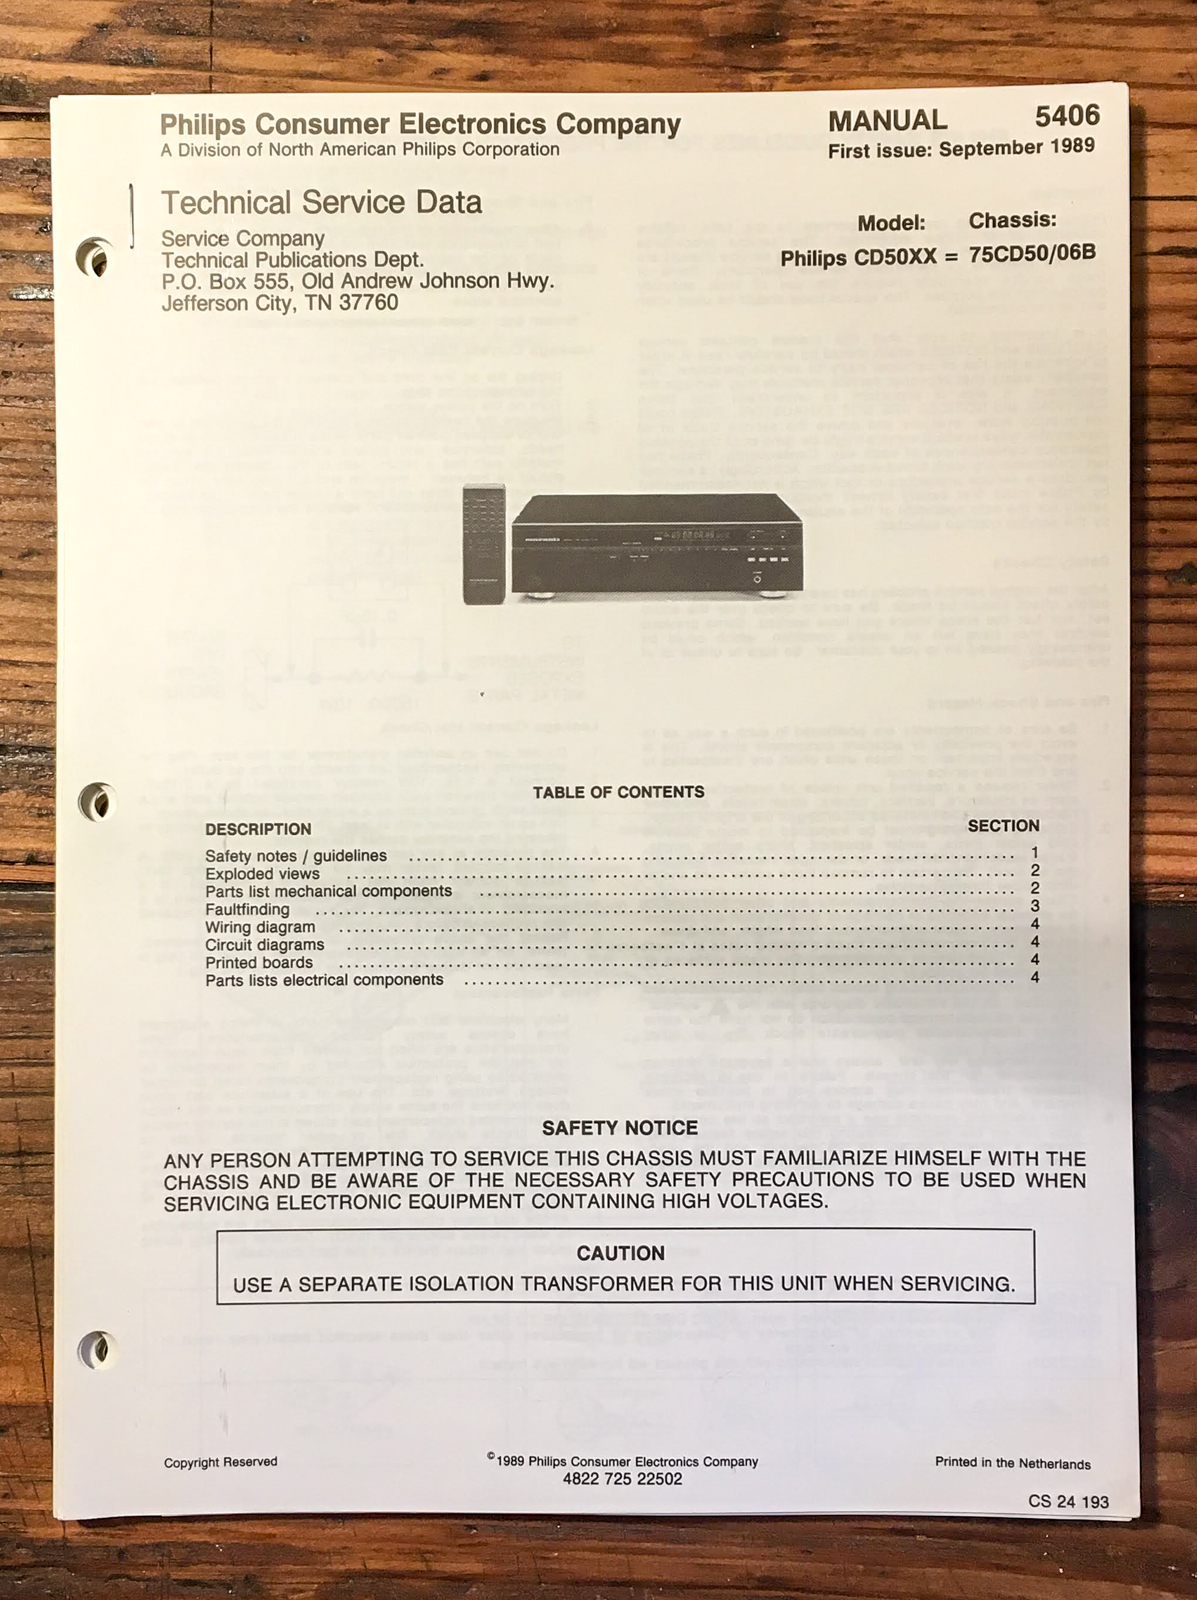 Philips Consumer Electronics Company
A Division of North American Philips Corporation
MANUAL 5406
First issue: September 1989
Technical Service Data
Service Company
Technical Publications Dept.
P.O. Box 555, Old Andrew Johnson Hwy.
Jefferson City, TN 37760
Model: Chassis:
Philips CD50XX = 75CD50/06B
TABLE OF CONTENTS
DESCRIPTION SECTION
Safety notes / guidelines 1
Exploded views 2
Parts list mechanical components 2
Faultfinding 3
Wiring diagram 4
Circuit diagrams 4
Printed boards 4
Parts lists electrical components 4
SAFETY NOTICE
ANY PERSON ATTEMPTING TO SERVICE THIS CHASSIS MUST FAMILIARIZE HIMSELF WITH THE
CHASSIS AND BE AWARE OF THE NECESSARY SAFETY PRECAUTIONS TO BE USED WHEN
SERVICING ELECTRONIC EQUIPMENT CONTAINING HIGH VOLTAGES.
CAUTION
USE A SEPARATE ISOLATION TRANSFORMER FOR THIS UNIT WHEN SERVICING.
Copyright Reserved
©1989 Philips Consumer Electronics Company
4822 725 22502
Printed in the Netherlands
CS 24 193